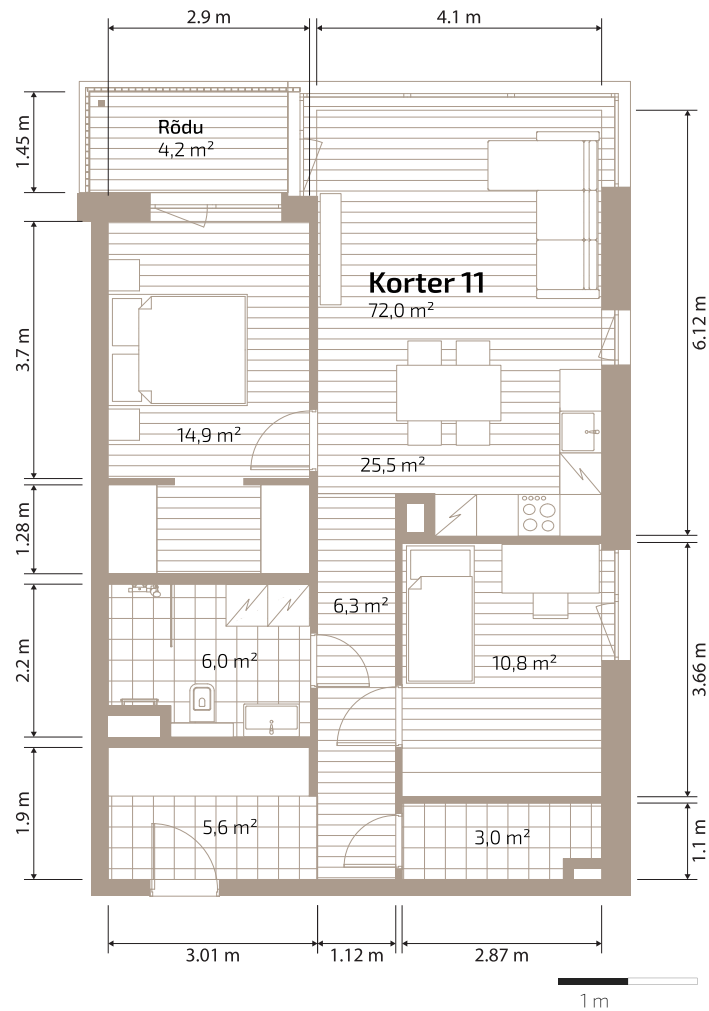 2.9 m
4.1 m
1.45 m
Rõdu
4,2 m²
Korter 11
72,0 m²
3.7 m
6.12 m
14,9 m²
25,5 m²
1.28 m
6,3 m²
2.2 m
6,0 m²
10,8 m²
3.66 m
1.9 m
5,6 m²
3,0 m²
1.1 m
3.01 m
1.12 m
2.87 m
1 m